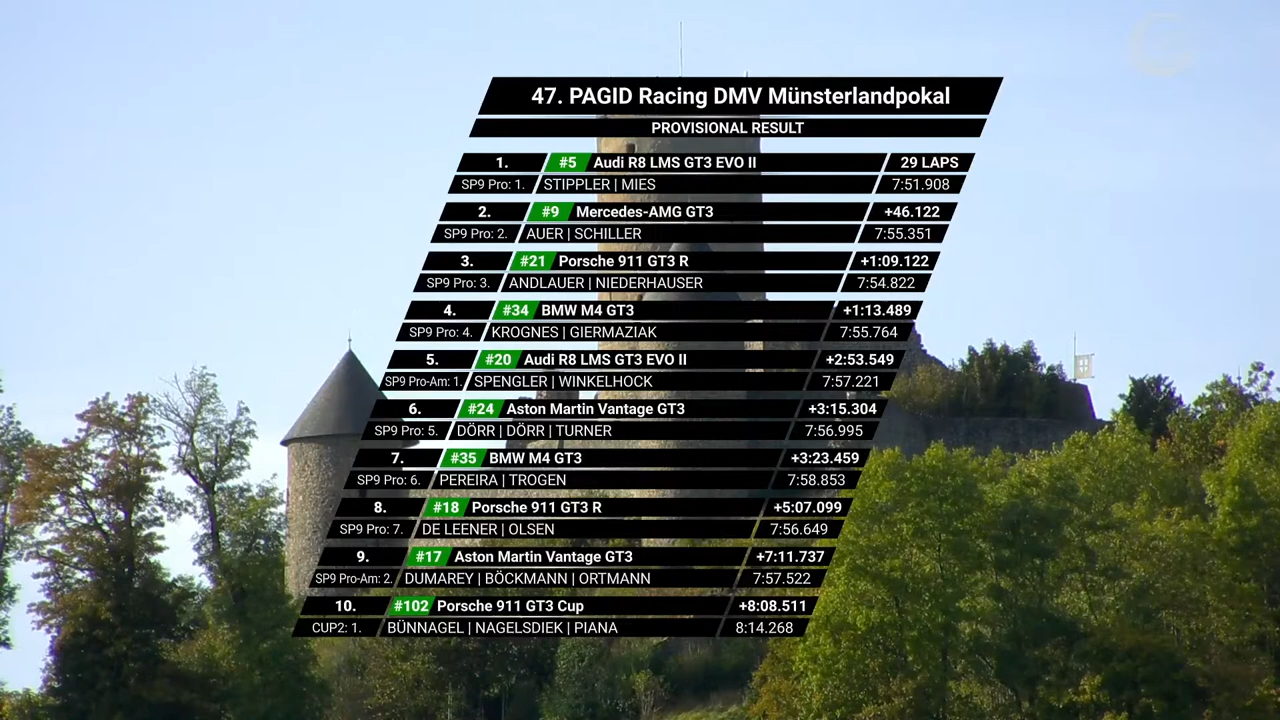 47. PAGID Racing DMV Münsterlandpokal
PROVISIONAL RESULT
1. #5 Audi R8 LMS GT3 EVO II 29 LAPS
SP9 Pro: 1. STIPPLER | MIES 7:51.908
2. #9 Mercedes-AMG GT3 +46.122
SP9 Pro: 2. AUER | SCHILLER 7:55.351
3. #21 Porsche 911 GT3 R +1:09.122
SP9 Pro: 3. ANDLAUER | NIEDERHAUSER 7:54.822
4. #34 BMW M4 GT3 +1:13.489
SP9 Pro: 4. KROGNES | GIERMAZIAK 7:55.764
5. #20 Audi R8 LMS GT3 EVO II +2:53.549
SP9 Pro-Am: 1. SPENGLER | WINKELHOCK 7:57.221
6. #24 Aston Martin Vantage GT3 +3:15.304
SP9 Pro: 5. DÖRR | DÖRR | TURNER 7:56.995
7. #35 BMW M4 GT3 +3:23.459
SP9 Pro: 6. PEREIRA | TROGEN 7:58.853
8. #18 Porsche 911 GT3 R +5:07.099
SP9 Pro: 7. DE LEENER | OLSEN 7:56.649
9. #17 Aston Martin Vantage GT3 +7:11.737
SP9 Pro-Am: 2. DUMAREY | BÖCKMANN | ORTMANN 7:57.522
10. #102 Porsche 911 GT3 Cup +8:08.511
CUP2: 1. BÜNNAGEL | NAGELSDIEK | PIANA 8:14.268